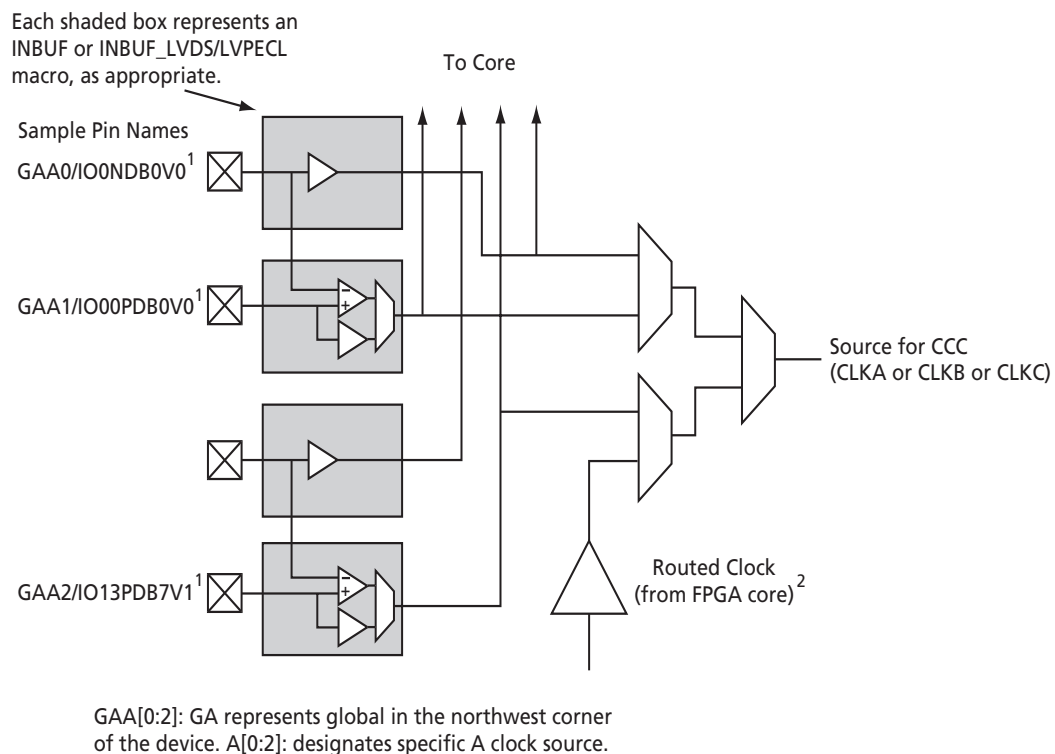 Each shaded box represents an
INBUF or INBUF_LVDS/LVPECL
macro, as appropriate.
To Core
Sample Pin Names
GAA0/IO0NDB0V0¹
GAA1/IO00PDB0V0¹
Source for CCC
(CLKA or CLKB or CLKC)
GAA2/IO13PDB7V1¹
Routed Clock
(from FPGA core)²
GAA[0:2]: GA represents global in the northwest corner
of the device. A[0:2]: designates specific A clock source.